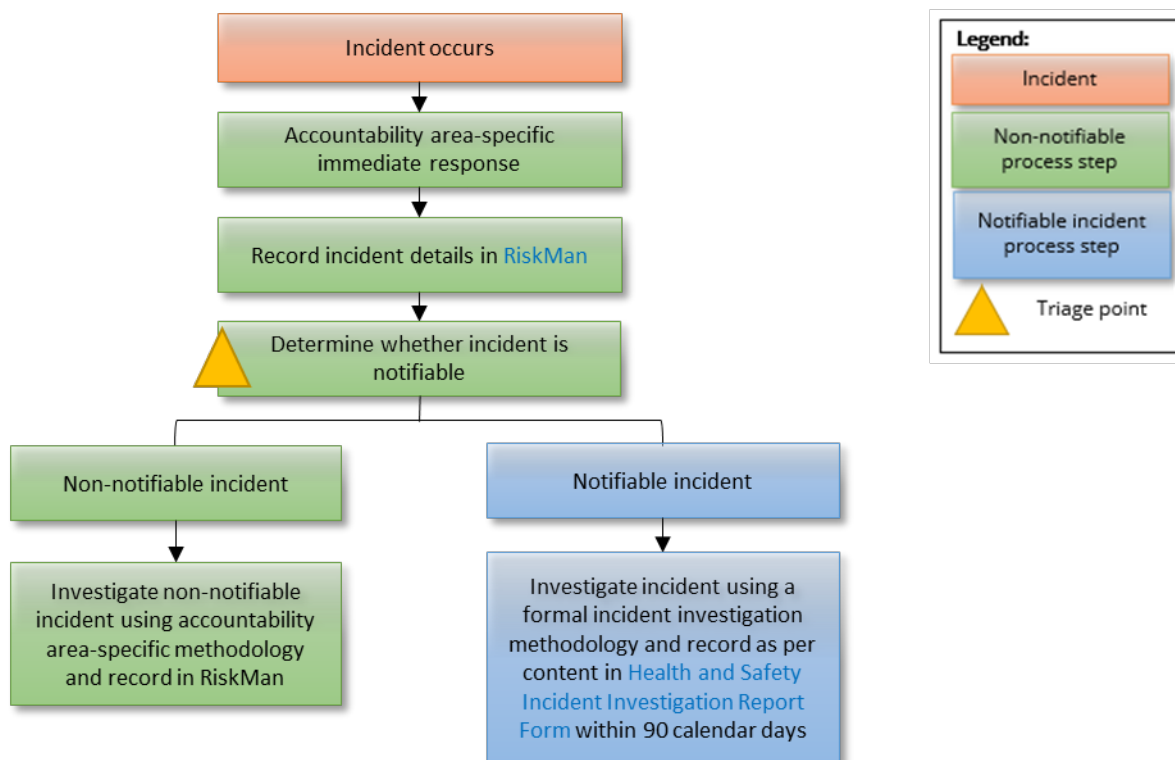 Incident occurs
Accountability area-specific
immediate response
Record incident details in RiskMan
Determine whether incident is
notifiable
Non-notifiable incident
Investigate non-notifiable
incident using accountability
area-specific methodology
and record in RiskMan
Notifiable incident
Investigate incident using a
formal incident investigation
methodology and record as per
content in Health and Safety
Incident Investigation Report
Form within 90 calendar days
Legend:
Incident
Non-notifiable
process step
Notifiable incident
process step
Triage point